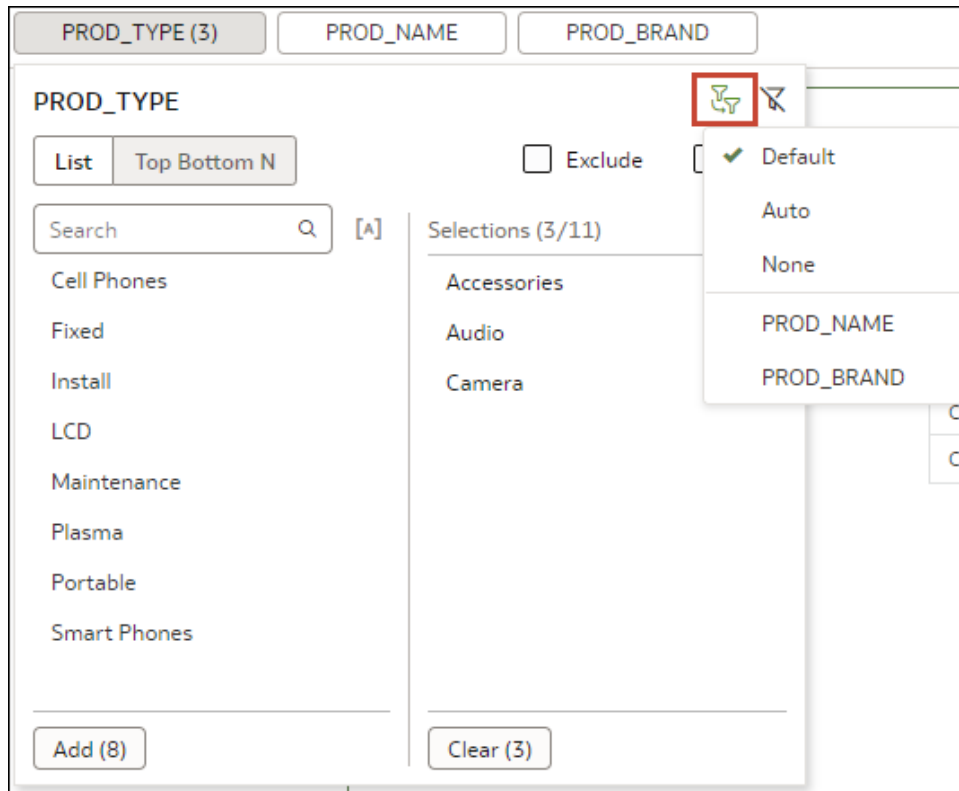 PROD_TYPE (3) PROD_NAME PROD_BRAND
PROD_TYPE
List Top Bottom N Exclude
Default
Auto
None
PROD_NAME
PROD_BRAND
Search [A] Selections (3/11)
Cell Phones
Fixed
Install
LCD
Maintenance
Plasma
Portable
Smart Phones
Accessories
Audio
Camera
Add (8) Clear (3)